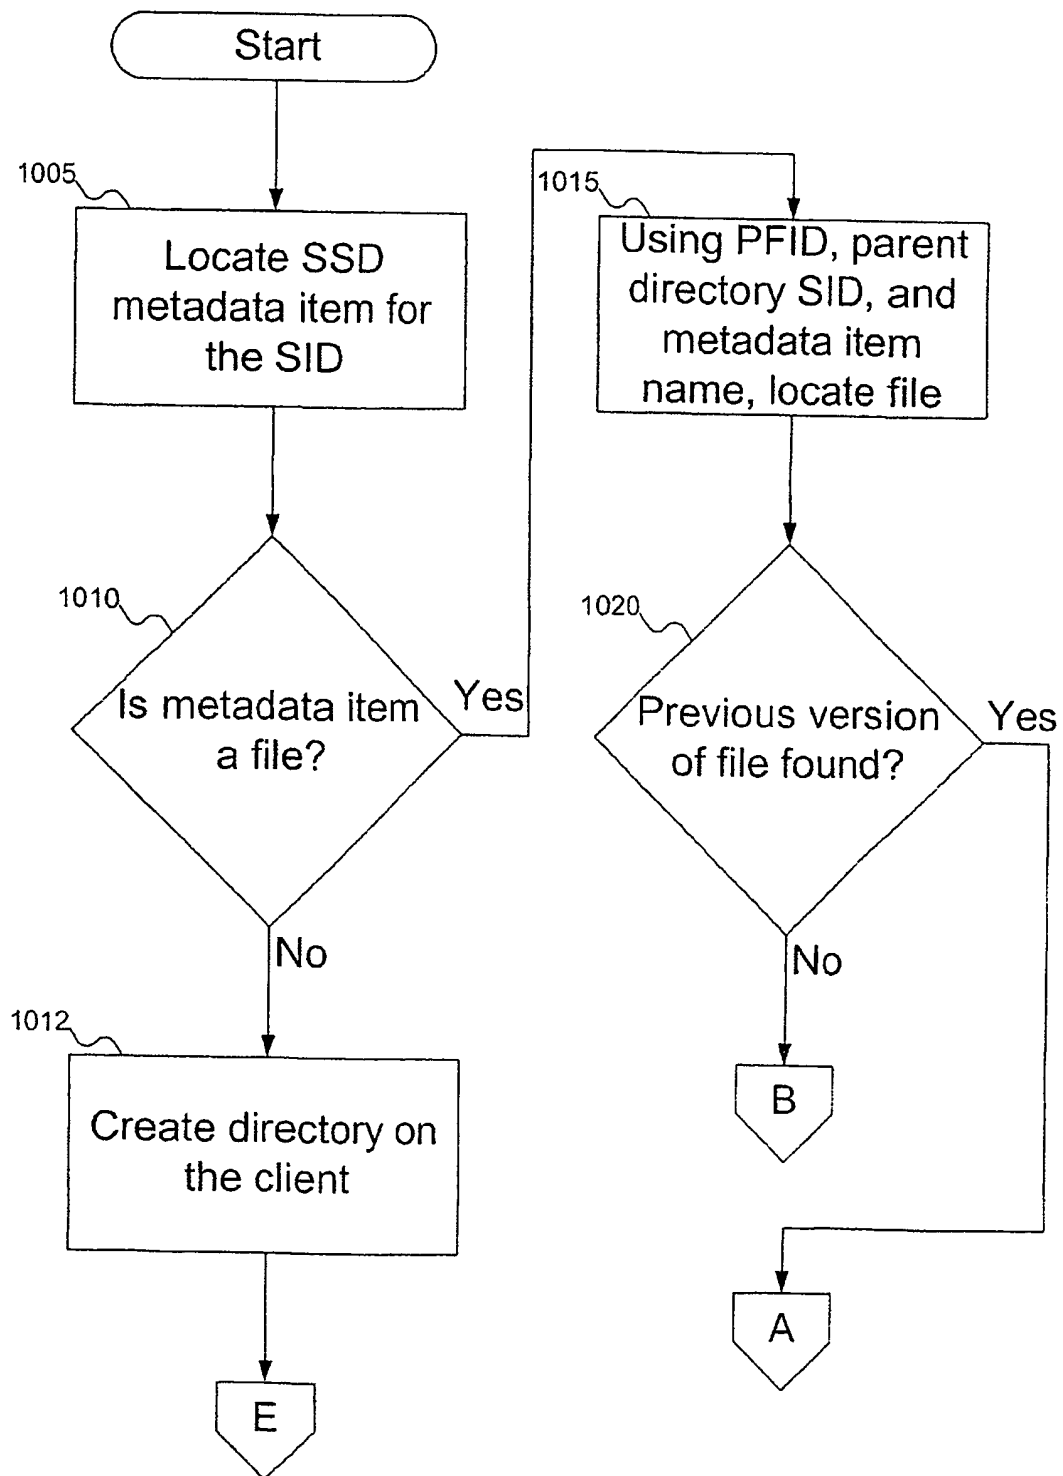 Start
1005
Locate SSD
metadata item for
the SID
1010
Is metadata item
a file?
Yes
No
1012
Create directory on
the client
E
1015
Using PFID, parent
directory SID, and
metadata item
name, locate file
1020
Previous version
of file found?
Yes
No
B
A